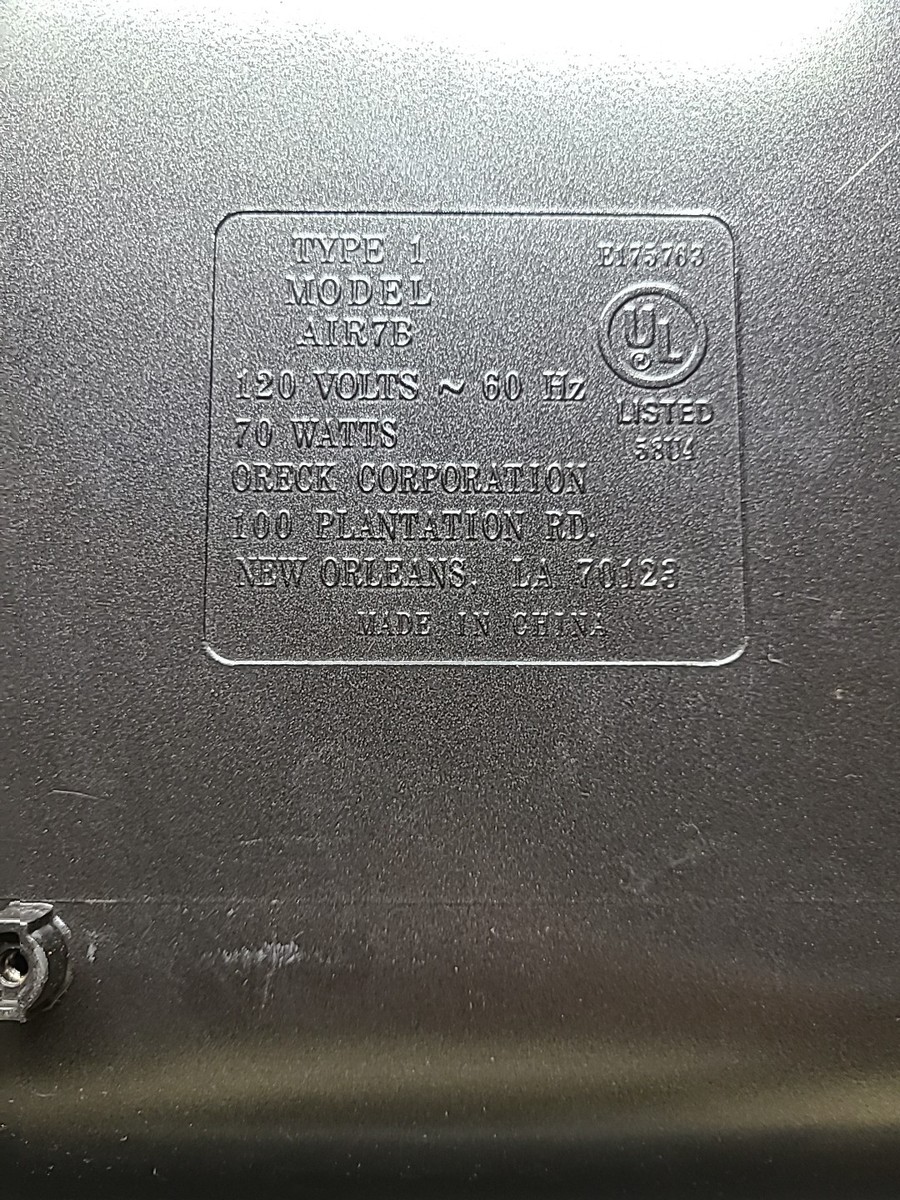 TYPE 1
MODEL
AIR7B
120 VOLTS ~ 60 Hz
70 WATTS
ORECK CORPORATION
100 PLANTATION RD.
NEW ORLEANS, LA 70123
MADE IN CHINA
E175763
UL
LISTED
58U4